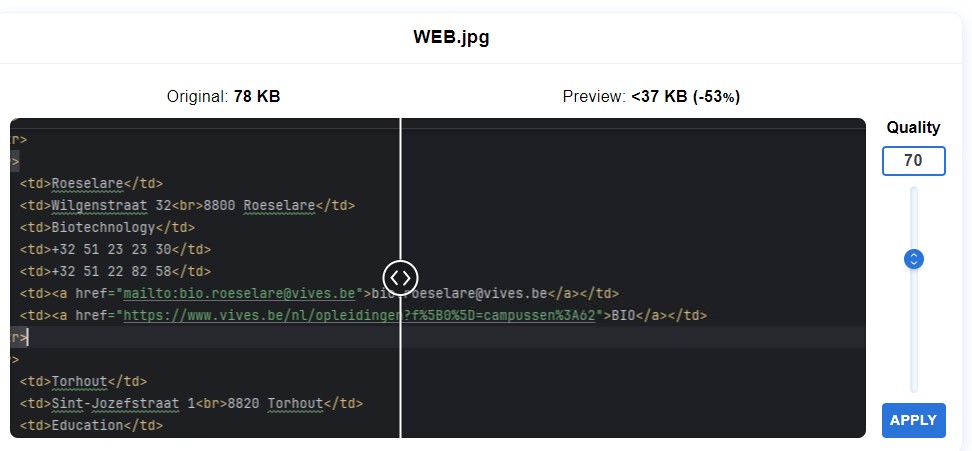 WEB.jpg
Original: 78 KB
Preview: <37 KB (-53%)
Quality
70
r>
>
<td>Roeselare</td>
<td>Wilgenstraat 32<br>8800 Roeselare</td>
<td>Biotechnology</td>
<td>+32 51 23 23 30</td>
<td>+32 51 22 82 58</td>
<td><a href="mailto:bio.roeselare@vives.be">bio.roeselare@vives.be</a></td>
<td><a href="https://www.vives.be/nl/opleidingen?f%5B0%5D=campussen%3A62">BIO</a></td>
r>
>
<td>Torhout</td>
<td>Sint-Jozefstraat 1<br>8820 Torhout</td>
<td>Education</td>
APPLY